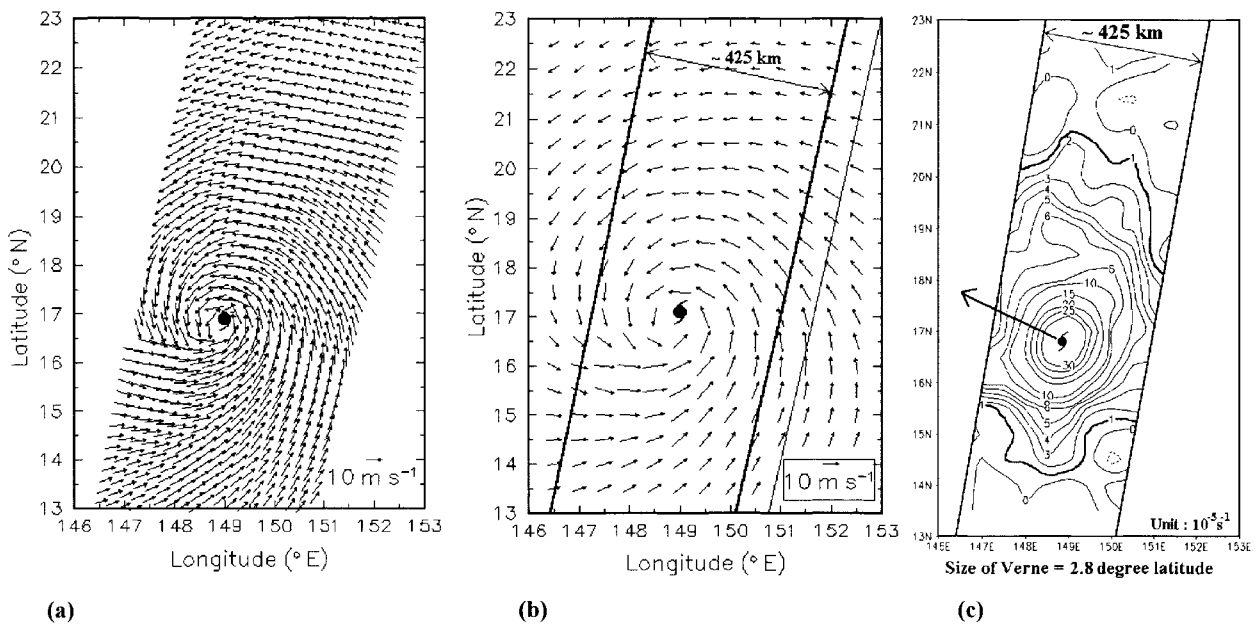 23
22
21
20
19
18
17
16
15
14
13
Latitude (°N)
10 m s⁻¹
146 147 148 149 150 151 152 153
Longitude (°E)
(a)
23
22
21
20
19
18
17
16
15
14
13
Latitude (°N)
~ 425 km
10 m s⁻¹
146 147 148 149 150 151 152 153
Longitude (°E)
(b)
23N
22N
21N
20N
19N
18N
17N
16N
15N
14N
13N
~ 425 km
0
1
0
2
1
3
4
5
6
5
10
15
20
25
30
10
8
1
1
0
5
4
3
0
Unit : 10⁻⁵s⁻¹
145E 147E 148E 149E 150E 151E 152E 153E
Size of Verne = 2.8 degree latitude
(c)